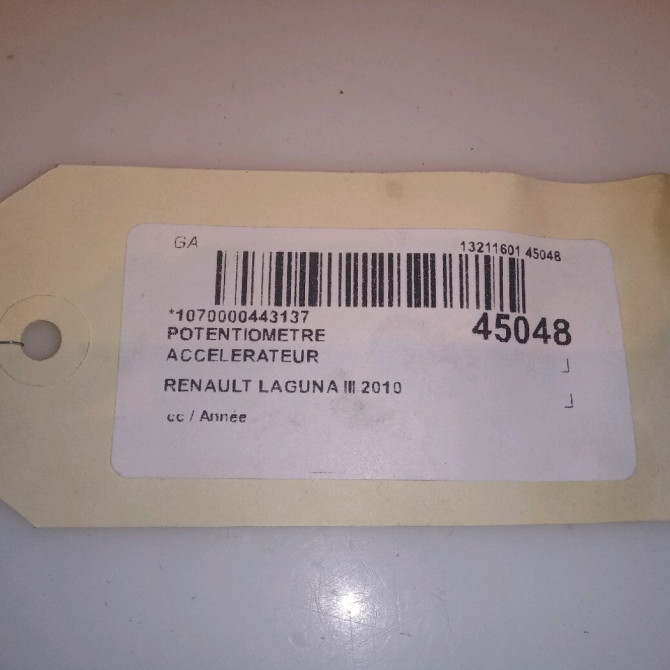 GA
13211601 45048
*1070000443137
45048
POTENTIOMETRE
ACCELERATEUR
RENAULT LAGUNA III 2010
cc / Année